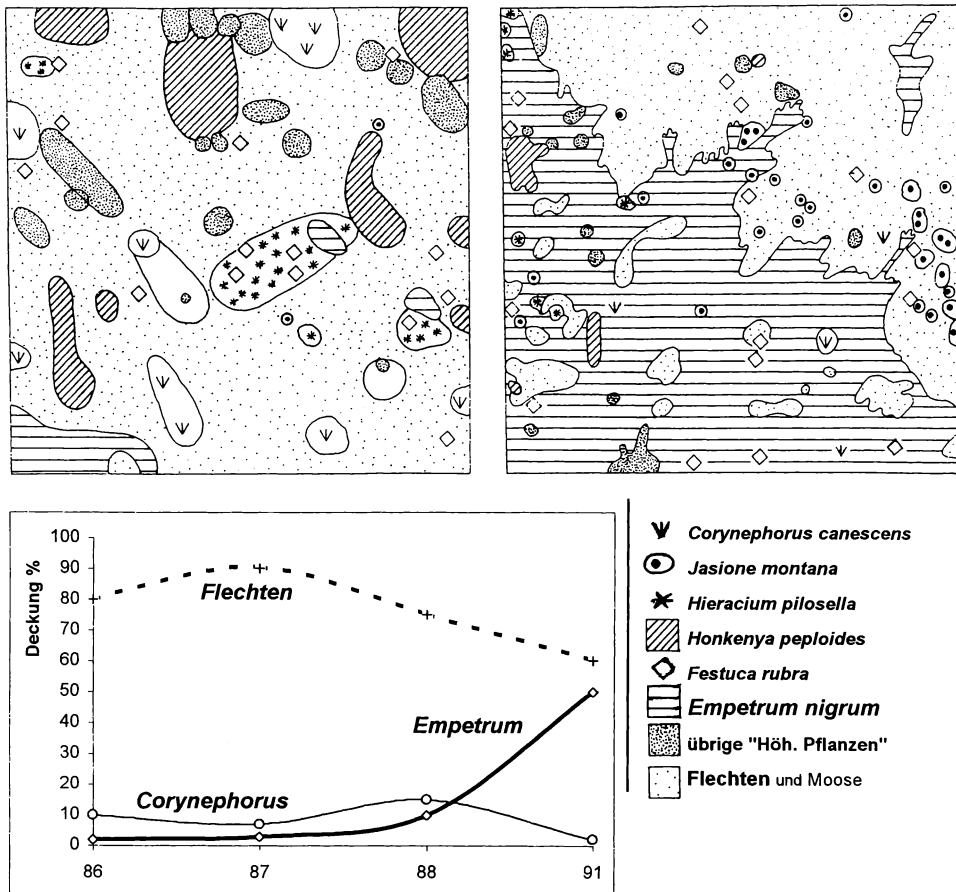 100
90
80
70
60
50
40
30
20
10
0
Deckung %
Flechten
Empetrum
Corynephorus
86 87 88 91
Corynephorus canescens
Jasione montana
Hieracium pilosella
Honkenya peploides
Festuca rubra
Empetrum nigrum
übrige "Höh. Pflanzen"
Flechten und Moose